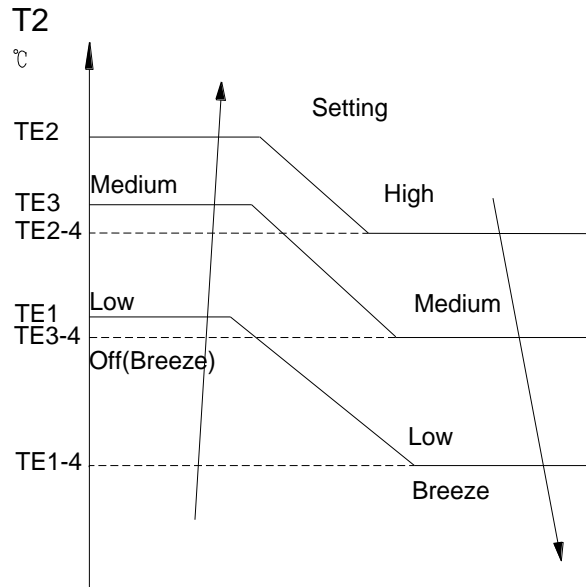 T2
℃
Setting
TE2
Medium
High
TE3
TE2-4
Low
Medium
TE1
TE3-4
Off(Breeze)
Low
TE1-4
Breeze